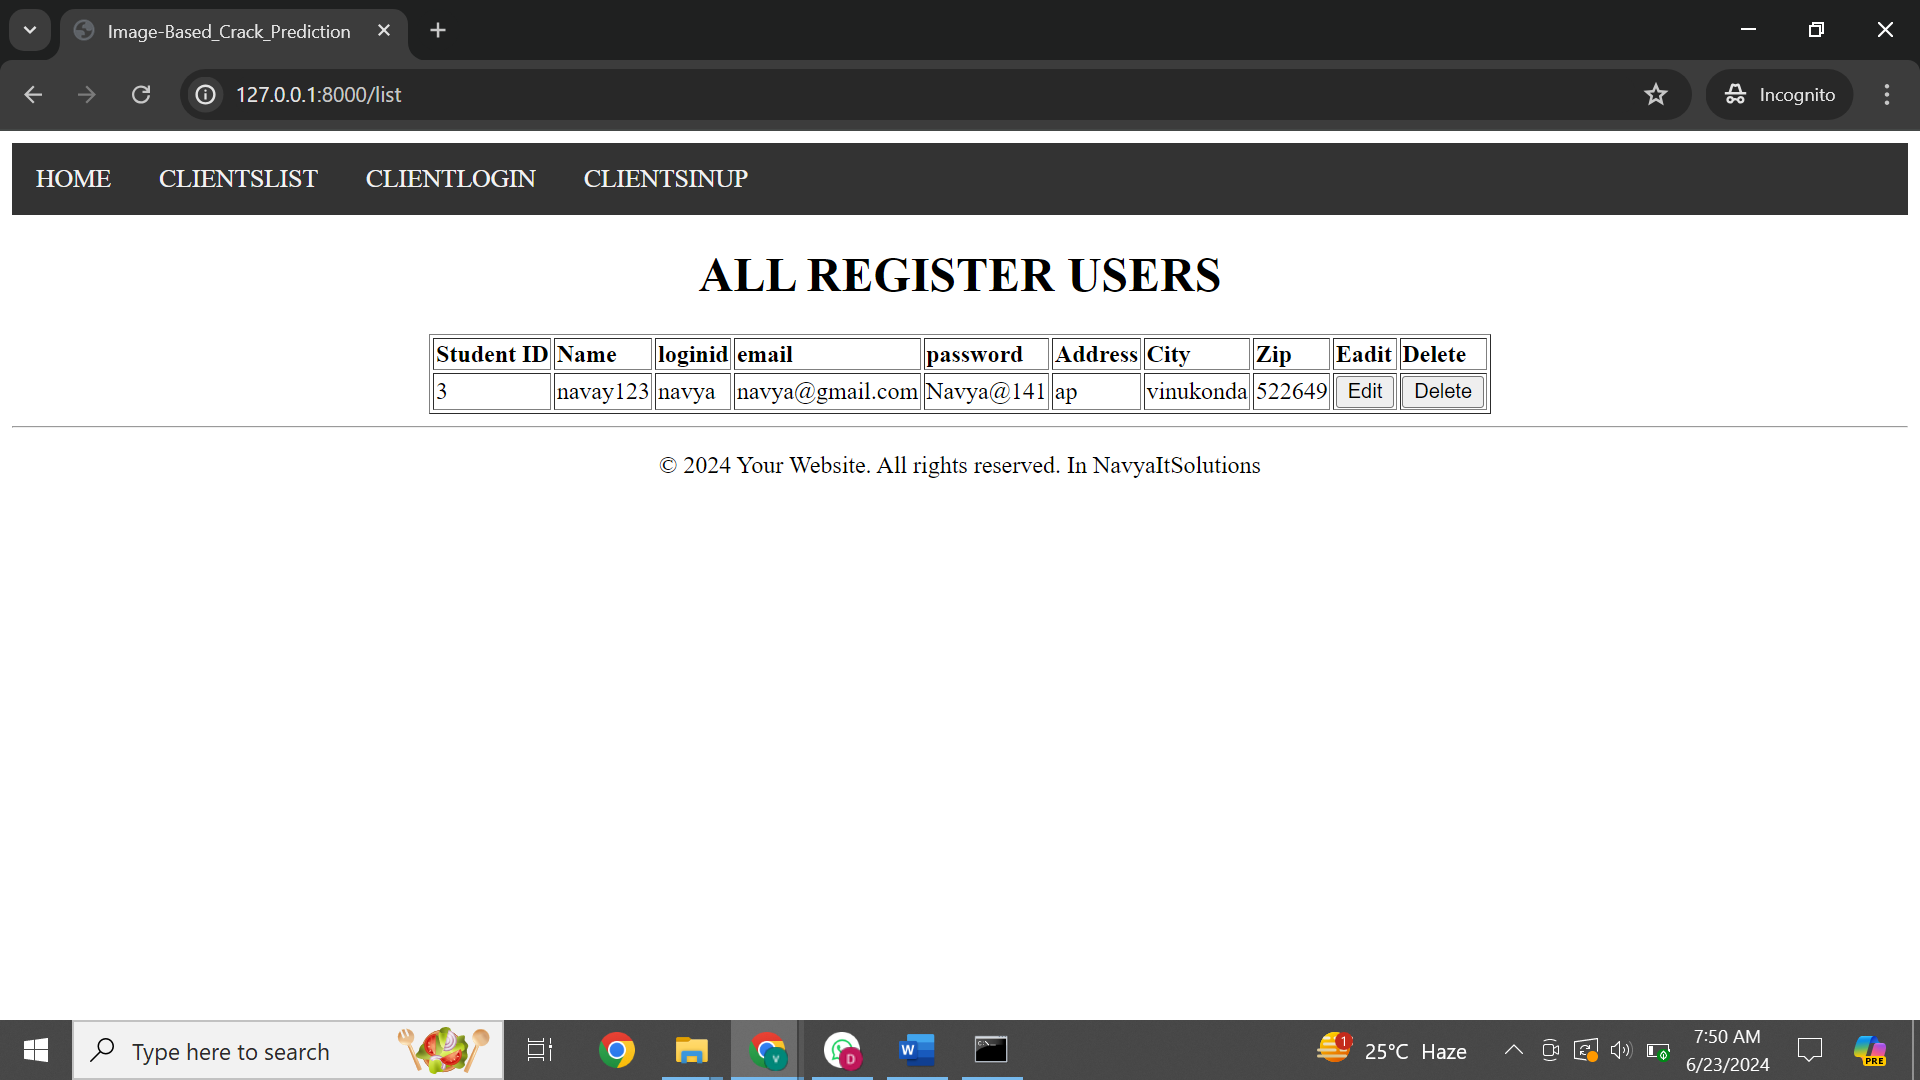 Image-Based_Crack_Prediction
127.0.0.1:8000/list
Incognito
HOME CLIENTSLIST CLIENTLOGIN CLIENTSINUP
ALL REGISTER USERS
Student ID Name loginid email password Address City Zip Eadit Delete
3 navay123 navya navya@gmail.com Navya@141 ap vinukonda 522649 Edit Delete
© 2024 Your Website. All rights reserved. In NavyaItSolutions
Type here to search
V
D
W
C:\
1
25°C Haze
7:50 AM
6/23/2024
PRE